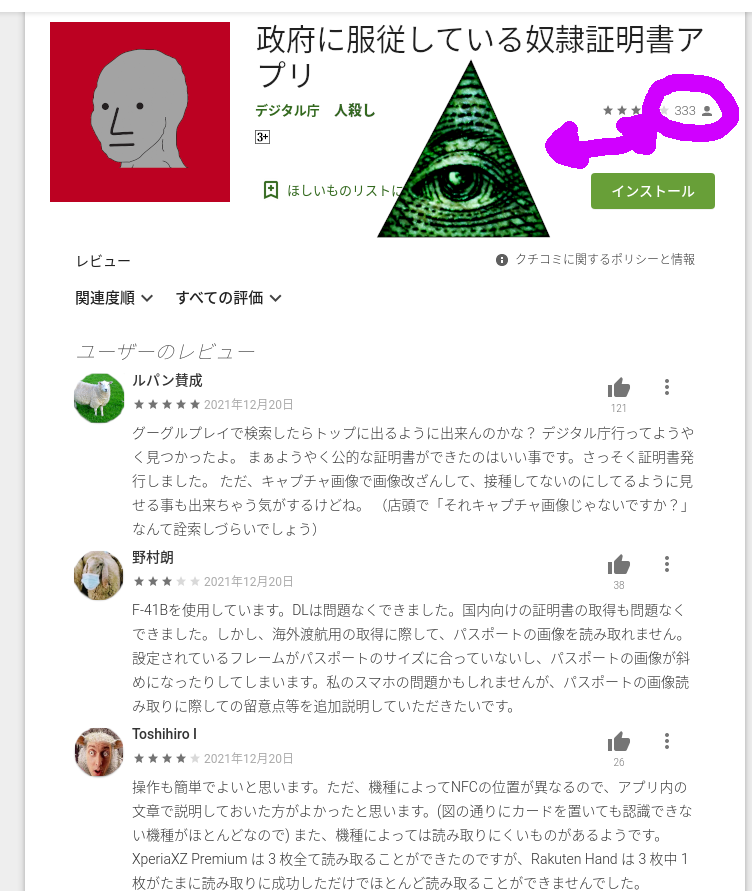 政府に服従している奴隷証明書ア
プリ
デジタル庁 人殺し
333
3+
ほしいものリストに
インストール
レビュー
クチコミに関するポリシーと情報
関連度順 すべての評価
ユーザーのレビュー
ルパン賛成
2021年12月20日
121
グーグルプレイで検索したらトップに出るように出来んのかな？ デジタル庁行ってようや
く見つかったよ。 まぁようやく公的な証明書ができたのはいい事です。さっそく証明書発
行しました。 ただ、キャプチャ画像で画像改ざんして、接種してないのにしてるように見
せる事も出来ちゃう気がするけどね。 （店頭で「それキャプチャ画像じゃないですか？」
なんて詮索しづらいでしょう）
野村朗
2021年12月20日
38
F-41Bを使用しています。DLは問題なくできました。国内向けの証明書の取得も問題なく
できました。しかし、海外渡航用の取得に際して、パスポートの画像を読み取れません。
設定されているフレームがパスポートのサイズに合っていないし、パスポートの画像が斜
めになったりしてしまいます。私のスマホの問題かもしれませんが、パスポートの画像読
み取りに際しての留意点等を追加説明していただきたいです。
Toshihiro I
2021年12月20日
26
操作も簡単でよいと思います。ただ、機種によってNFCの位置が異なるので、アプリ内の
文章で説明しておいた方がよかったと思います。(図の通りにカードを置いても認識できな
い機種がほとんどなので) また、機種によっては読み取りにくいものがあるようです。
XperiaXZ Premium は 3 枚全て読み取ることができたのですが、Rakuten Hand は 3 枚中 1
枚がたまに読み取りに成功しただけでほとんど読み取ることができませんでした。